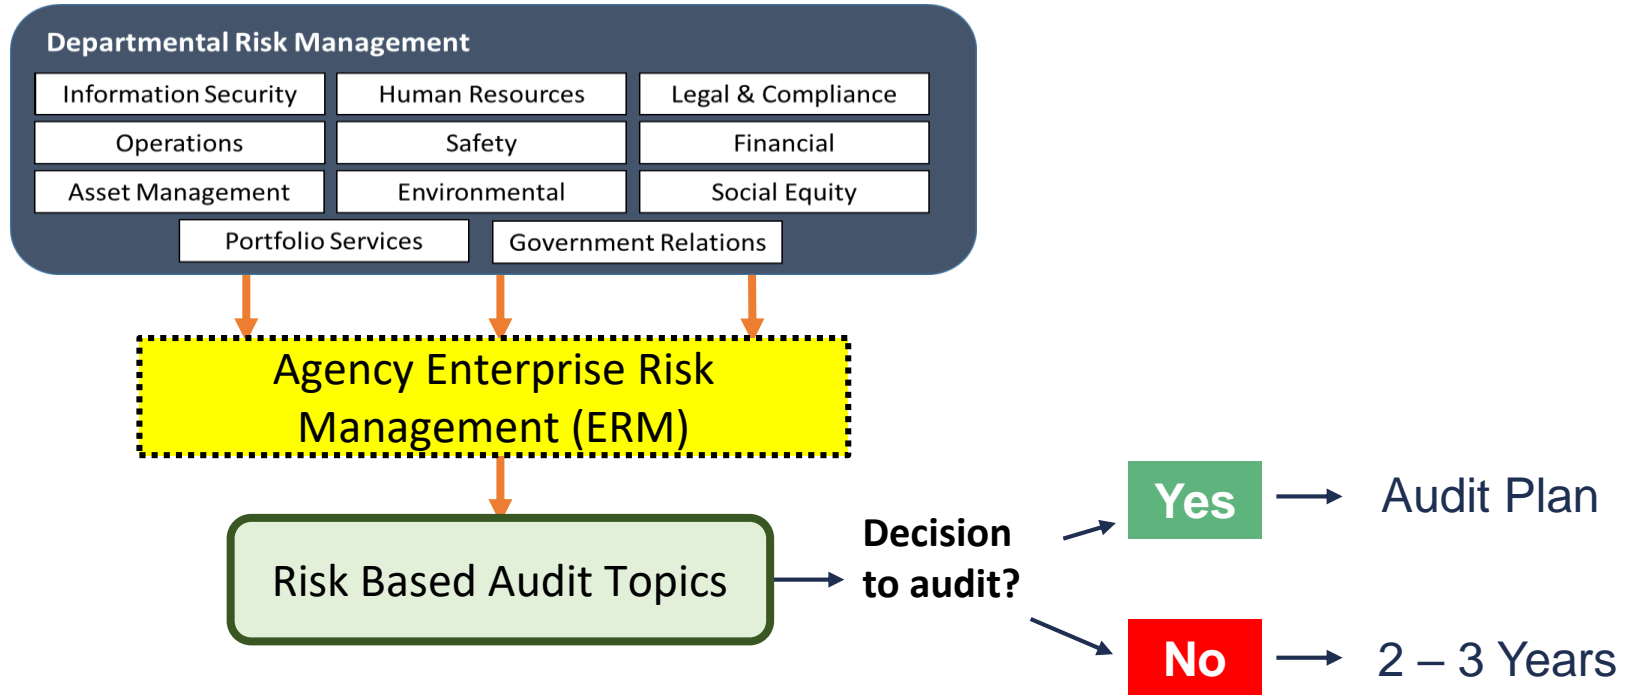 Departmental Risk Management
Information Security
Human Resources
Legal & Compliance
Operations
Safety
Financial
Asset Management
Environmental
Social Equity
Portfolio Services
Government Relations
Agency Enterprise Risk
Management (ERM)
Risk Based Audit Topics
Decision
to audit?
Yes
Audit Plan
No
2 – 3 Years